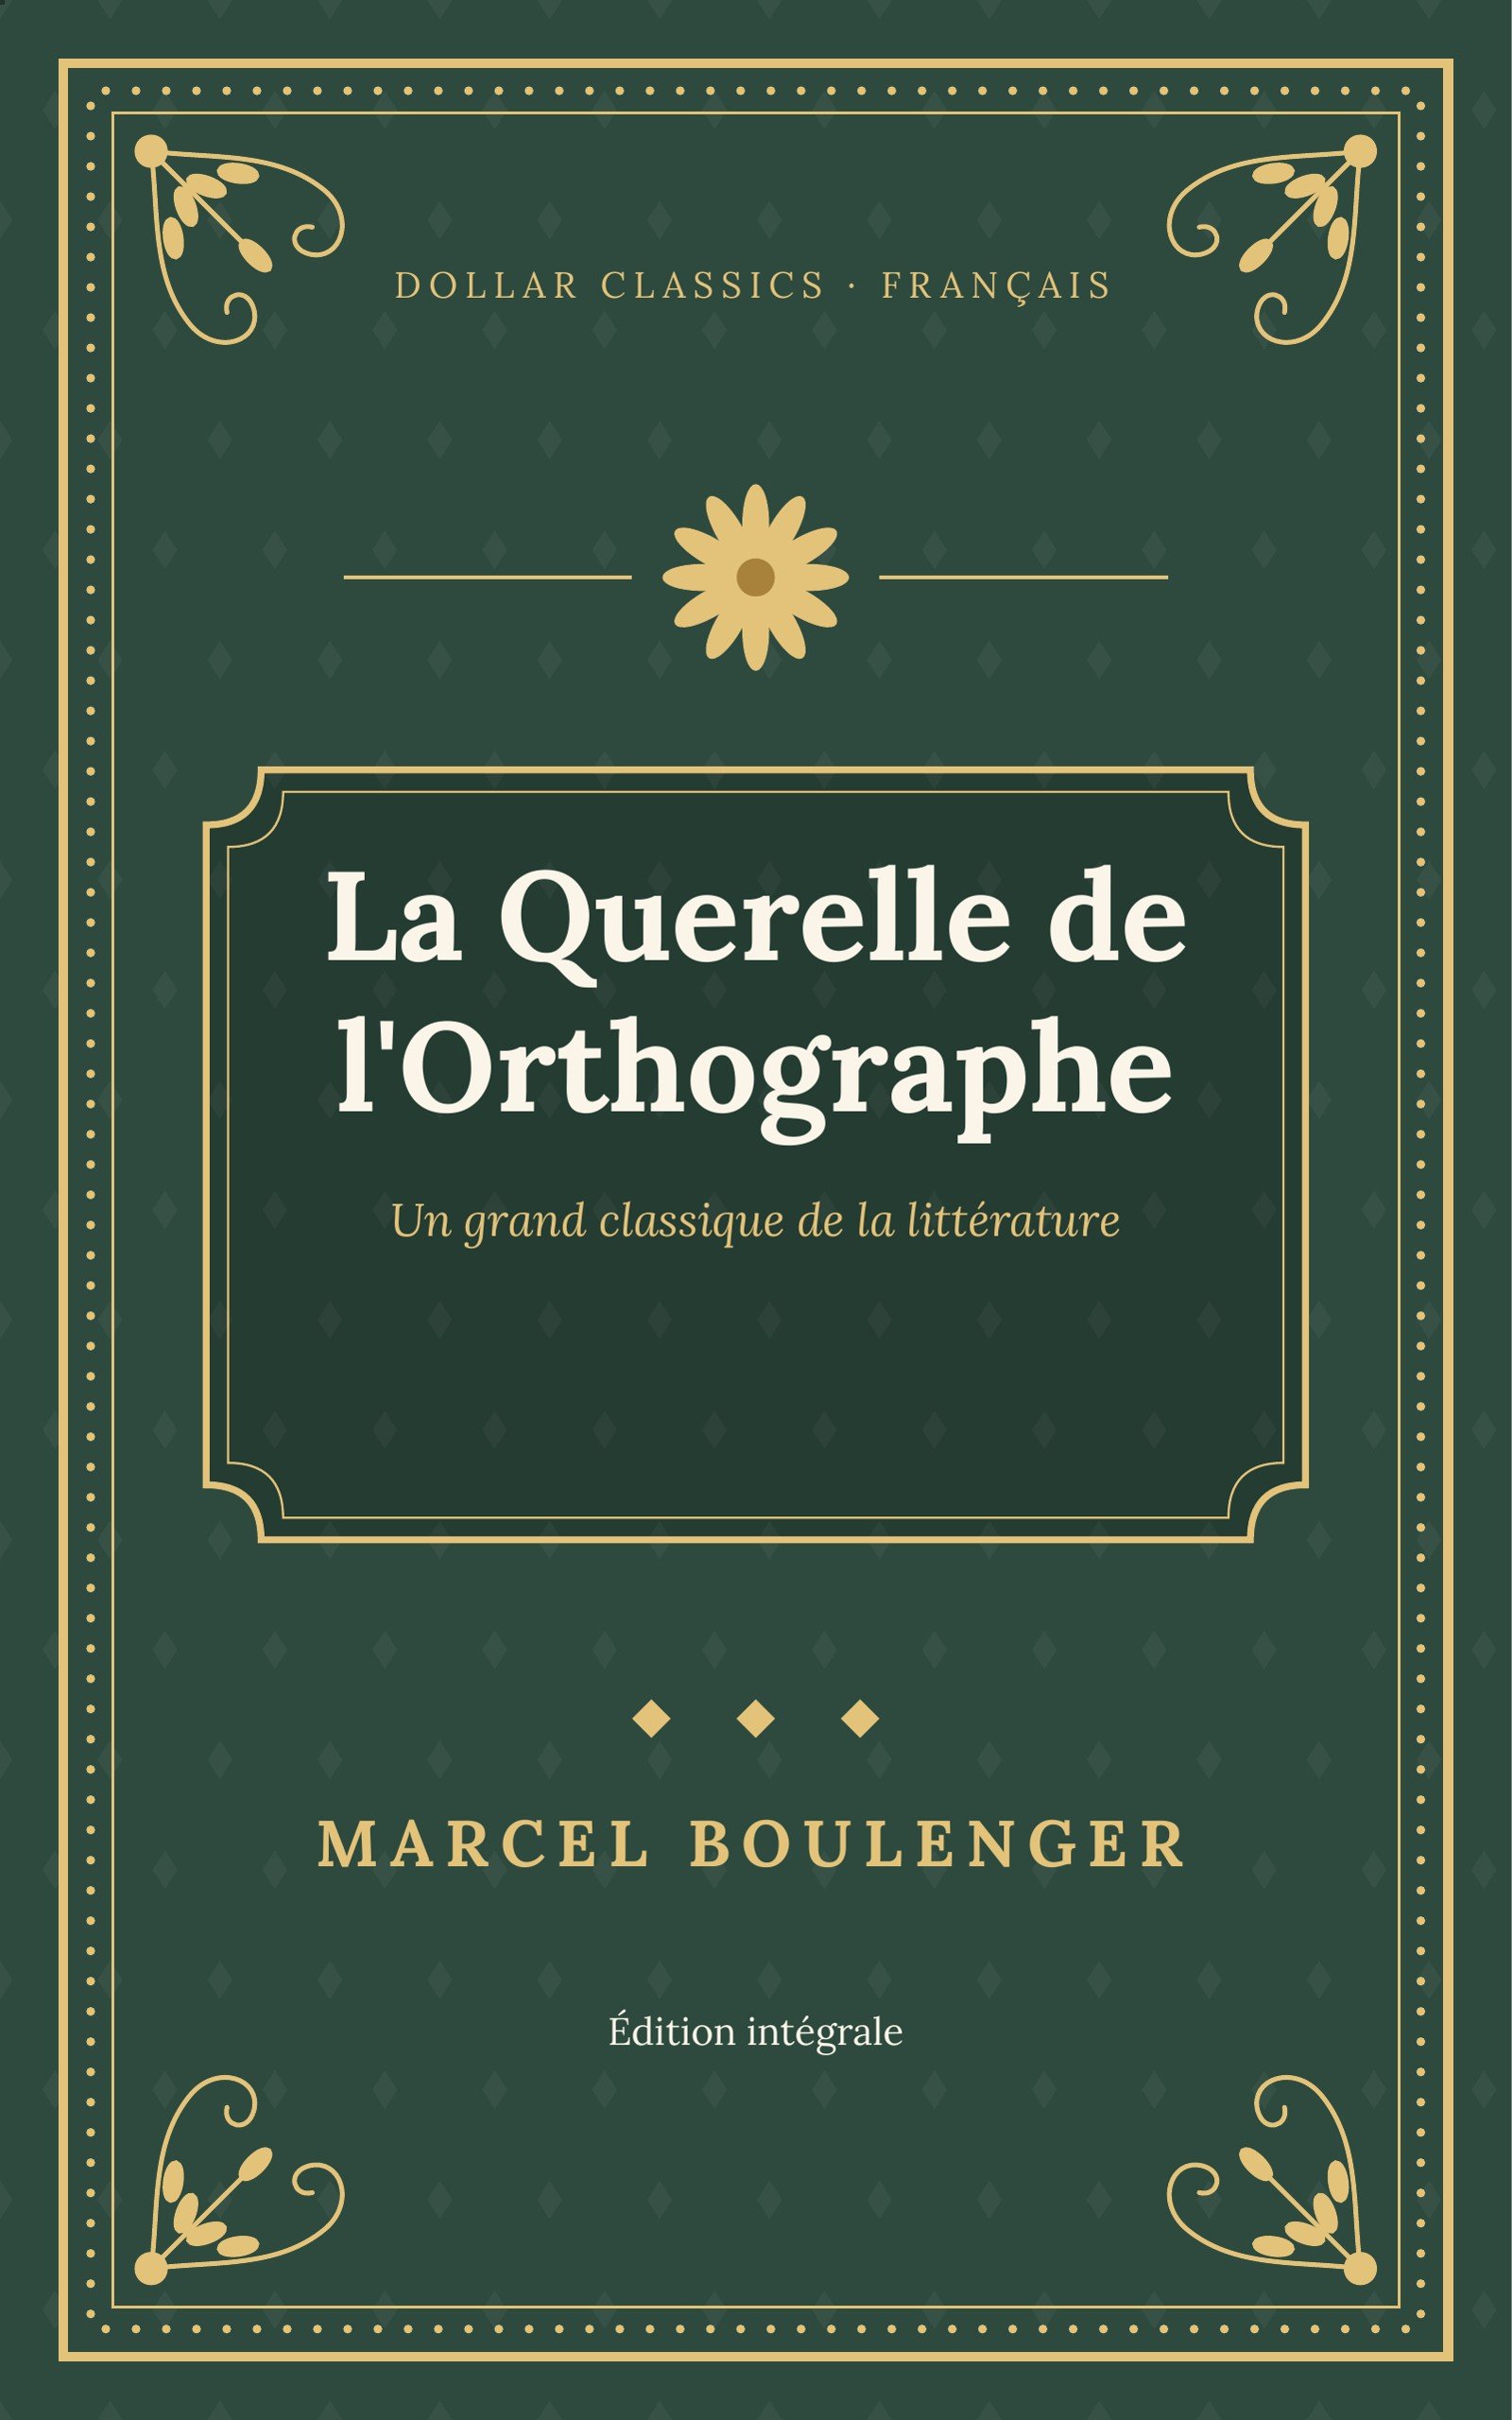 DOLLAR CLASSICS · FRANÇAIS
La Querelle de
l'Orthographe
Un grand classique de la littérature
MARCEL BOULENGER
Édition intégrale